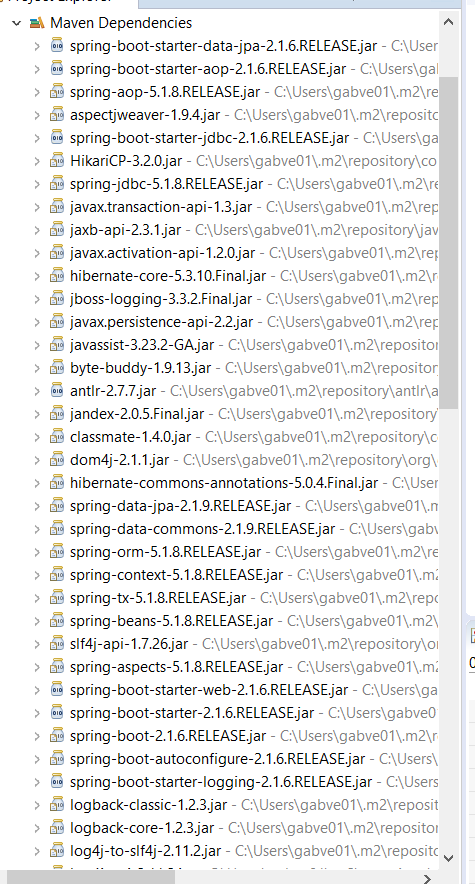 Maven Dependencies
spring-boot-starter-data-jpa-2.1.6.RELEASE.jar - C:\User
spring-boot-starter-aop-2.1.6.RELEASE.jar - C:\Users\gal
spring-aop-5.1.8.RELEASE.jar - C:\Users\gabve01\.m2\re
aspectjweaver-1.9.4.jar - C:\Users\gabve01\.m2\reposito
spring-boot-starter-jdbc-2.1.6.RELEASE.jar - C:\Users\ga
HikariCP-3.2.0.jar - C:\Users\gabve01\.m2\repository\co
spring-jdbc-5.1.8.RELEASE.jar - C:\Users\gabve01\.m2\re
javax.transaction-api-1.3.jar - C:\Users\gabve01\.m2\rep
jaxb-api-2.3.1.jar - C:\Users\gabve01\.m2\repository\jav
javax.activation-api-1.2.0.jar - C:\Users\gabve01\.m2\rep
hibernate-core-5.3.10.Final.jar - C:\Users\gabve01\.m2\r
jboss-logging-3.3.2.Final.jar - C:\Users\gabve01\.m2\rep
javax.persistence-api-2.2.jar - C:\Users\gabve01\.m2\rep
javassist-3.23.2-GA.jar - C:\Users\gabve01\.m2\repositor
byte-buddy-1.9.13.jar - C:\Users\gabve01\.m2\repositor
antlr-2.7.7.jar - C:\Users\gabve01\.m2\repository\antlr\a
jandex-2.0.5.Final.jar - C:\Users\gabve01\.m2\repository
classmate-1.4.0.jar - C:\Users\gabve01\.m2\repository\c
dom4j-2.1.1.jar - C:\Users\gabve01\.m2\repository\org\
hibernate-commons-annotations-5.0.4.Final.jar - C:\User
spring-data-jpa-2.1.9.RELEASE.jar - C:\Users\gabve01\.m
spring-data-commons-2.1.9.RELEASE.jar - C:\Users\gabv
spring-orm-5.1.8.RELEASE.jar - C:\Users\gabve01\.m2\re
spring-context-5.1.8.RELEASE.jar - C:\Users\gabve01\.m2
spring-tx-5.1.8.RELEASE.jar - C:\Users\gabve01\.m2\repo
spring-beans-5.1.8.RELEASE.jar - C:\Users\gabve01\.m2\
slf4j-api-1.7.26.jar - C:\Users\gabve01\.m2\repository\or
spring-aspects-5.1.8.RELEASE.jar - C:\Users\gabve01\.m2
spring-boot-starter-web-2.1.6.RELEASE.jar - C:\Users\ga
spring-boot-starter-2.1.6.RELEASE.jar - C:\Users\gabve0
spring-boot-2.1.6.RELEASE.jar - C:\Users\gabve01\.m2\re
spring-boot-autoconfigure-2.1.6.RELEASE.jar - C:\Users\
spring-boot-starter-logging-2.1.6.RELEASE.jar - C:\Users
logback-classic-1.2.3.jar - C:\Users\gabve01\.m2\reposit
logback-core-1.2.3.jar - C:\Users\gabve01\.m2\repositor
log4j-to-slf4j-2.11.2.jar - C:\Users\gabve01\.m2\reposit